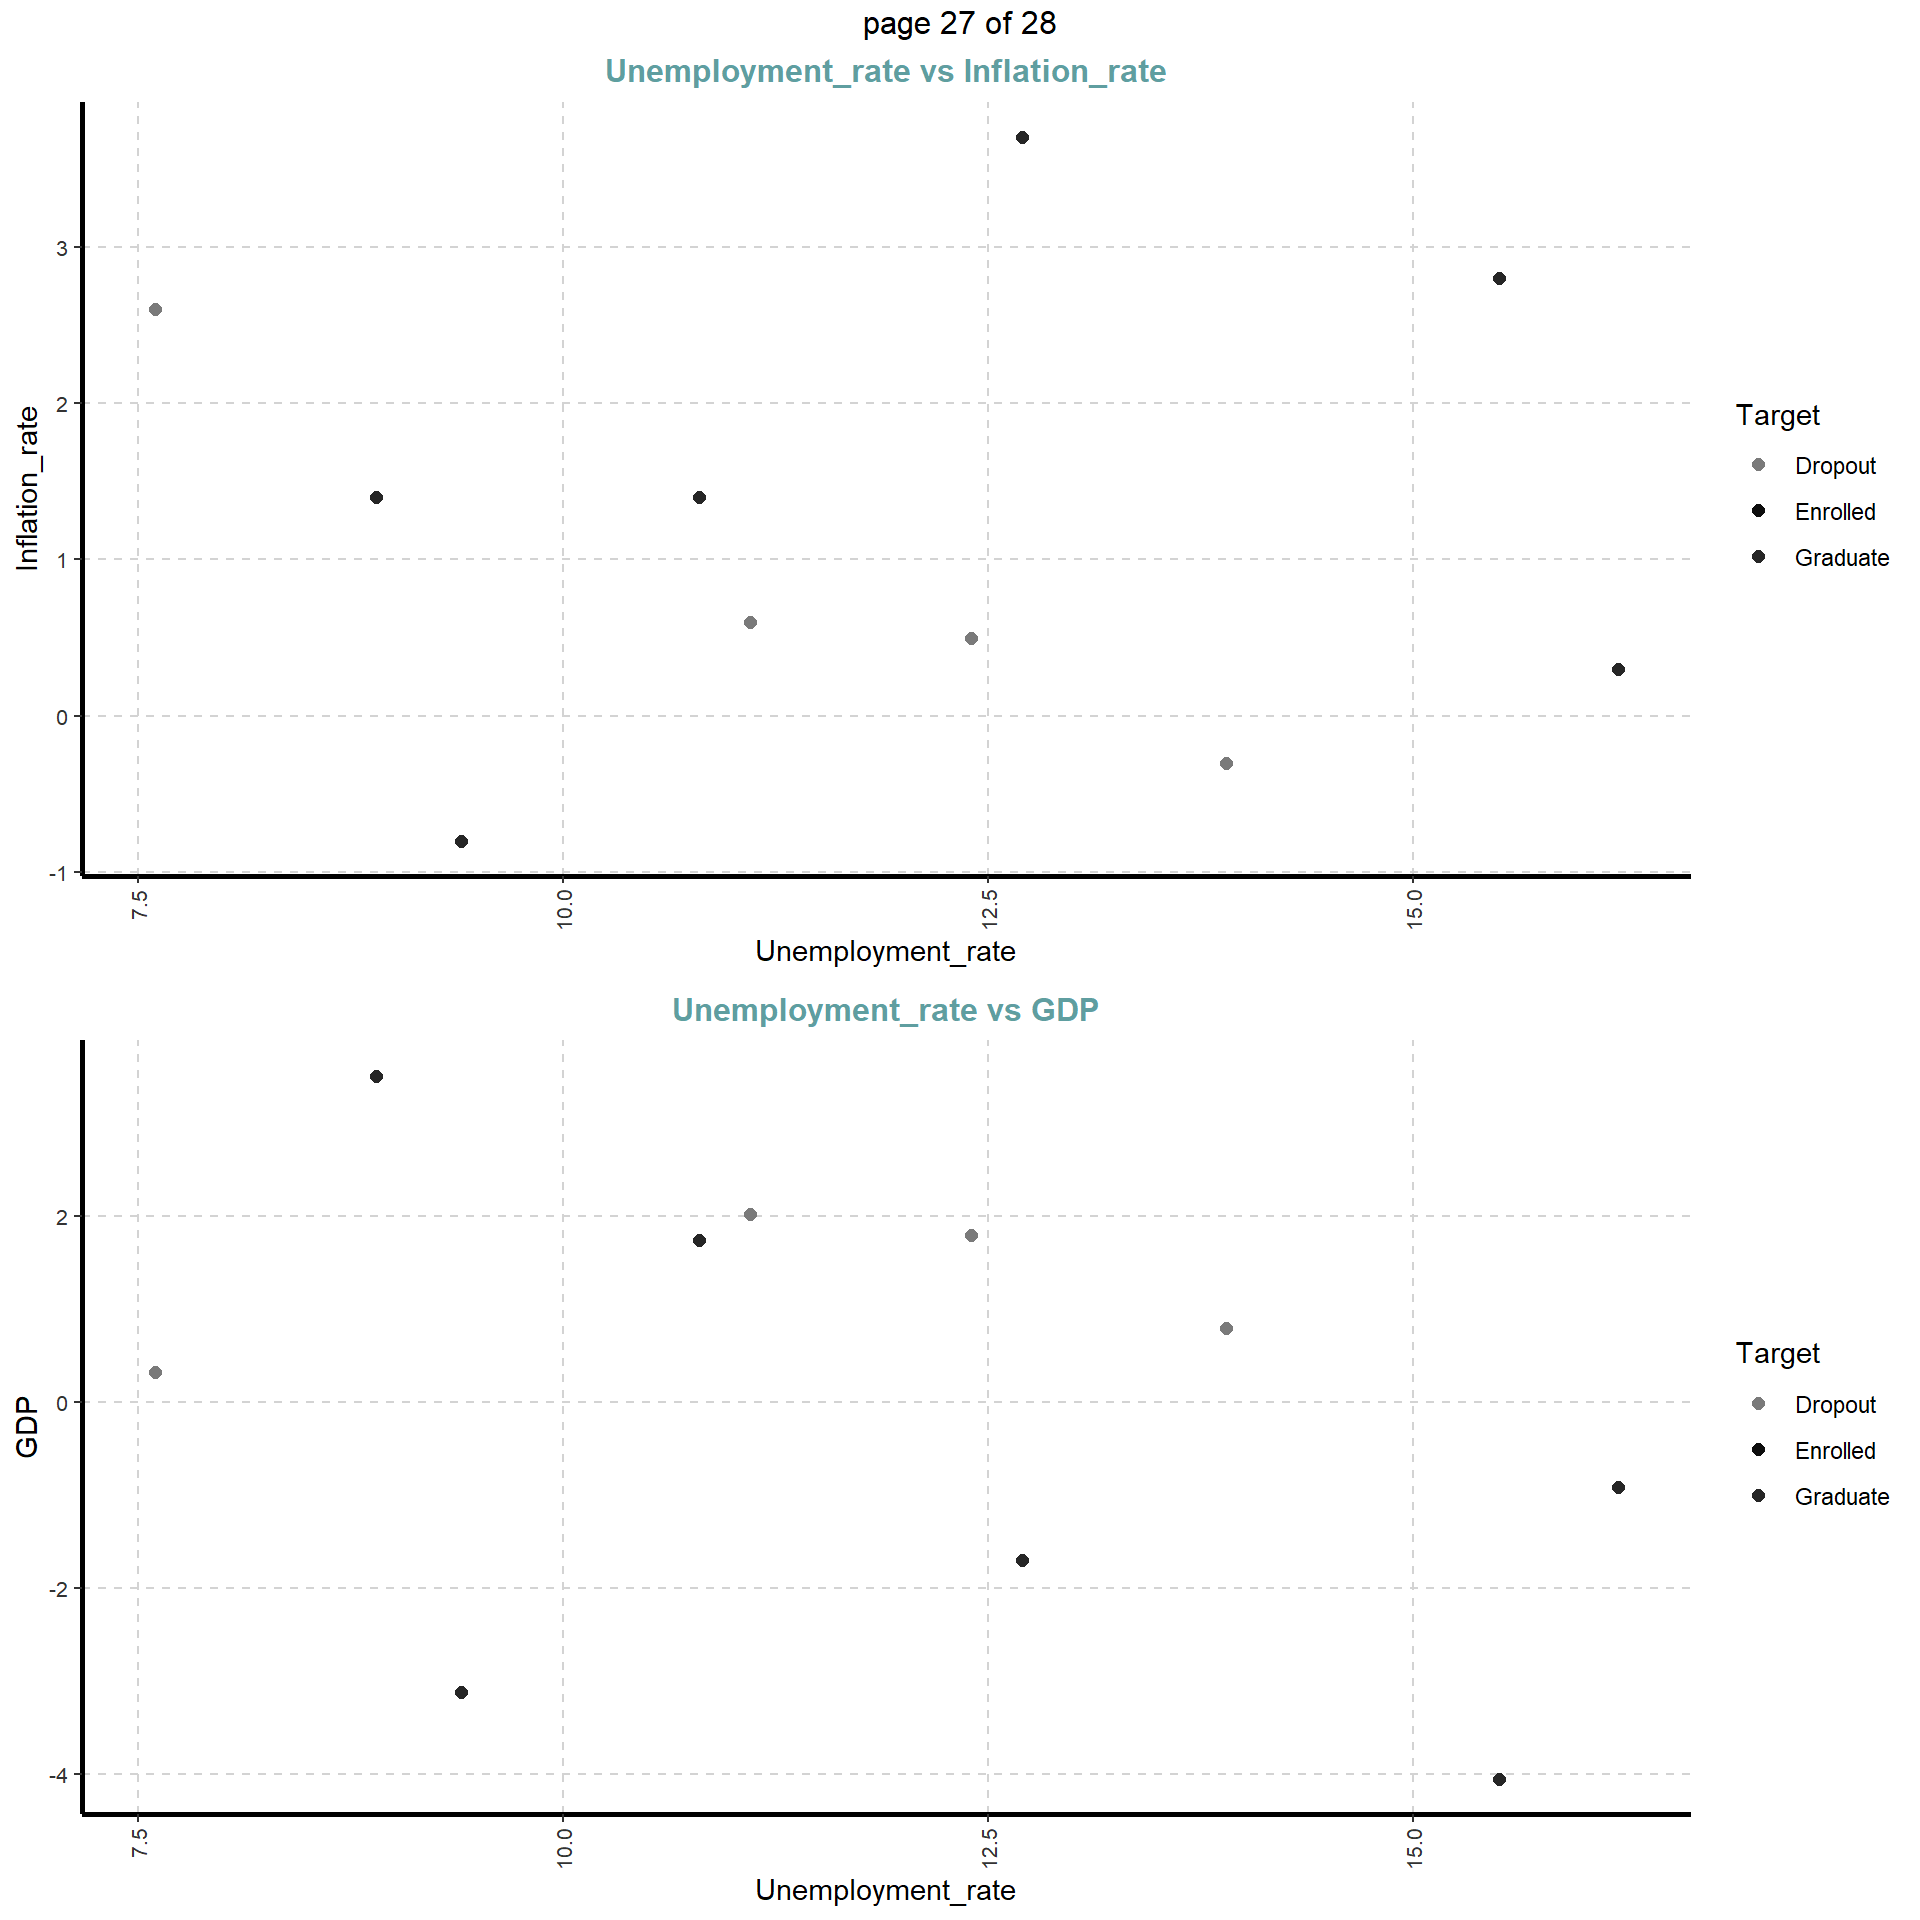 page 27 of 28
Unemployment_rate vs Inflation_rate
Inflation_rate
3
2
1
0
-1
7.5
10.0
12.5
15.0
Unemployment_rate
Target
Dropout
Enrolled
Graduate
Unemployment_rate vs GDP
GDP
2
0
-2
-4
7.5
10.0
12.5
15.0
Unemployment_rate
Target
Dropout
Enrolled
Graduate